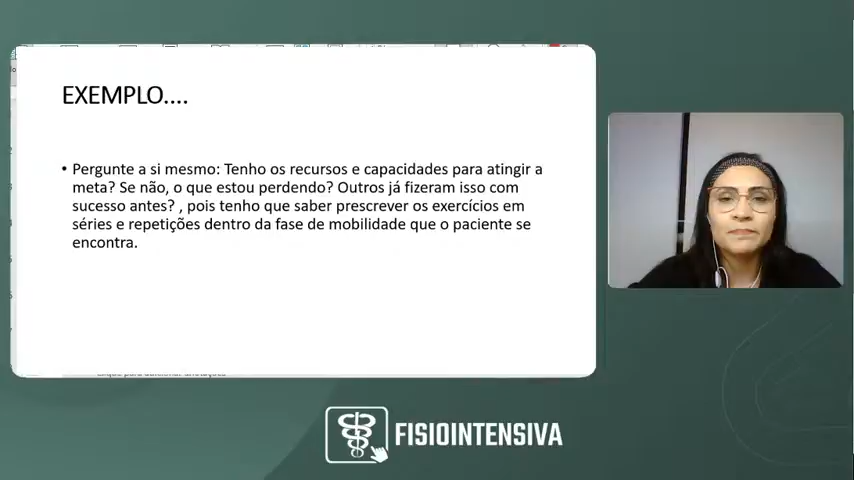 EXEMPLO....
• Pergunte a si mesmo: Tenho os recursos e capacidades para atingir a
meta? Se não, o que estou perdendo? Outros já fizeram isso com
sucesso antes? , pois tenho que saber prescrever os exercícios em
séries e repetições dentro da fase de mobilidade que o paciente se
encontra.
FISIOINTENSIVA